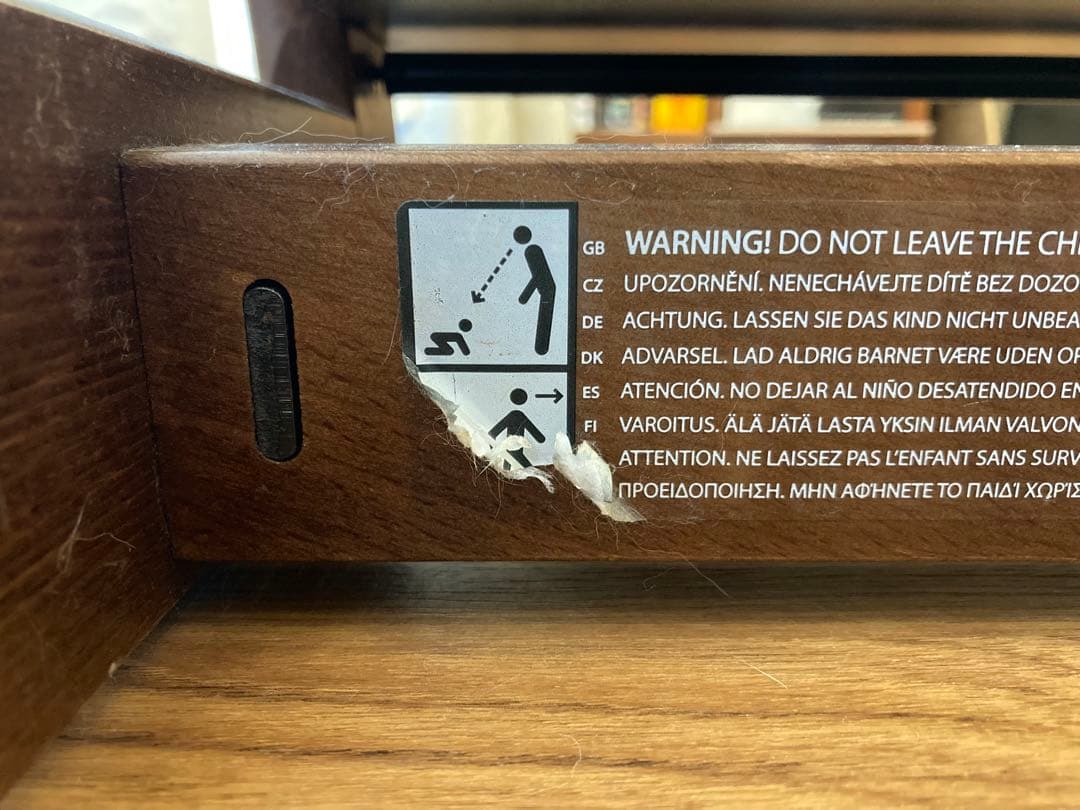 GB WARNING! DO NOT LEAVE THE
CZ UPOZORNĚNÍ. NENECHÁVEJTE DÍTĚ BEZ
DE ACHTUNG. LASSEN SIE DAS KIND NICHT
DK ADVARSEL. LAD ALDRIG BARNET VÆRE UDEN
ES ATENCIÓN. NO DEJAR AL NIÑO DESATENDIDO
FI VAROITUS. ÄLÄ JÄTÄ LASTA YKSIN ILMAN
ATTENTION. NE LAISSEZ PAS L'ENFANT SANS
ΠΡΟΕΙΔΟΠΟΙΗΣΗ. ΜΗΝ ΑΦΉΝΕΤΕ ΤΟ ΠΑΙΔΊ